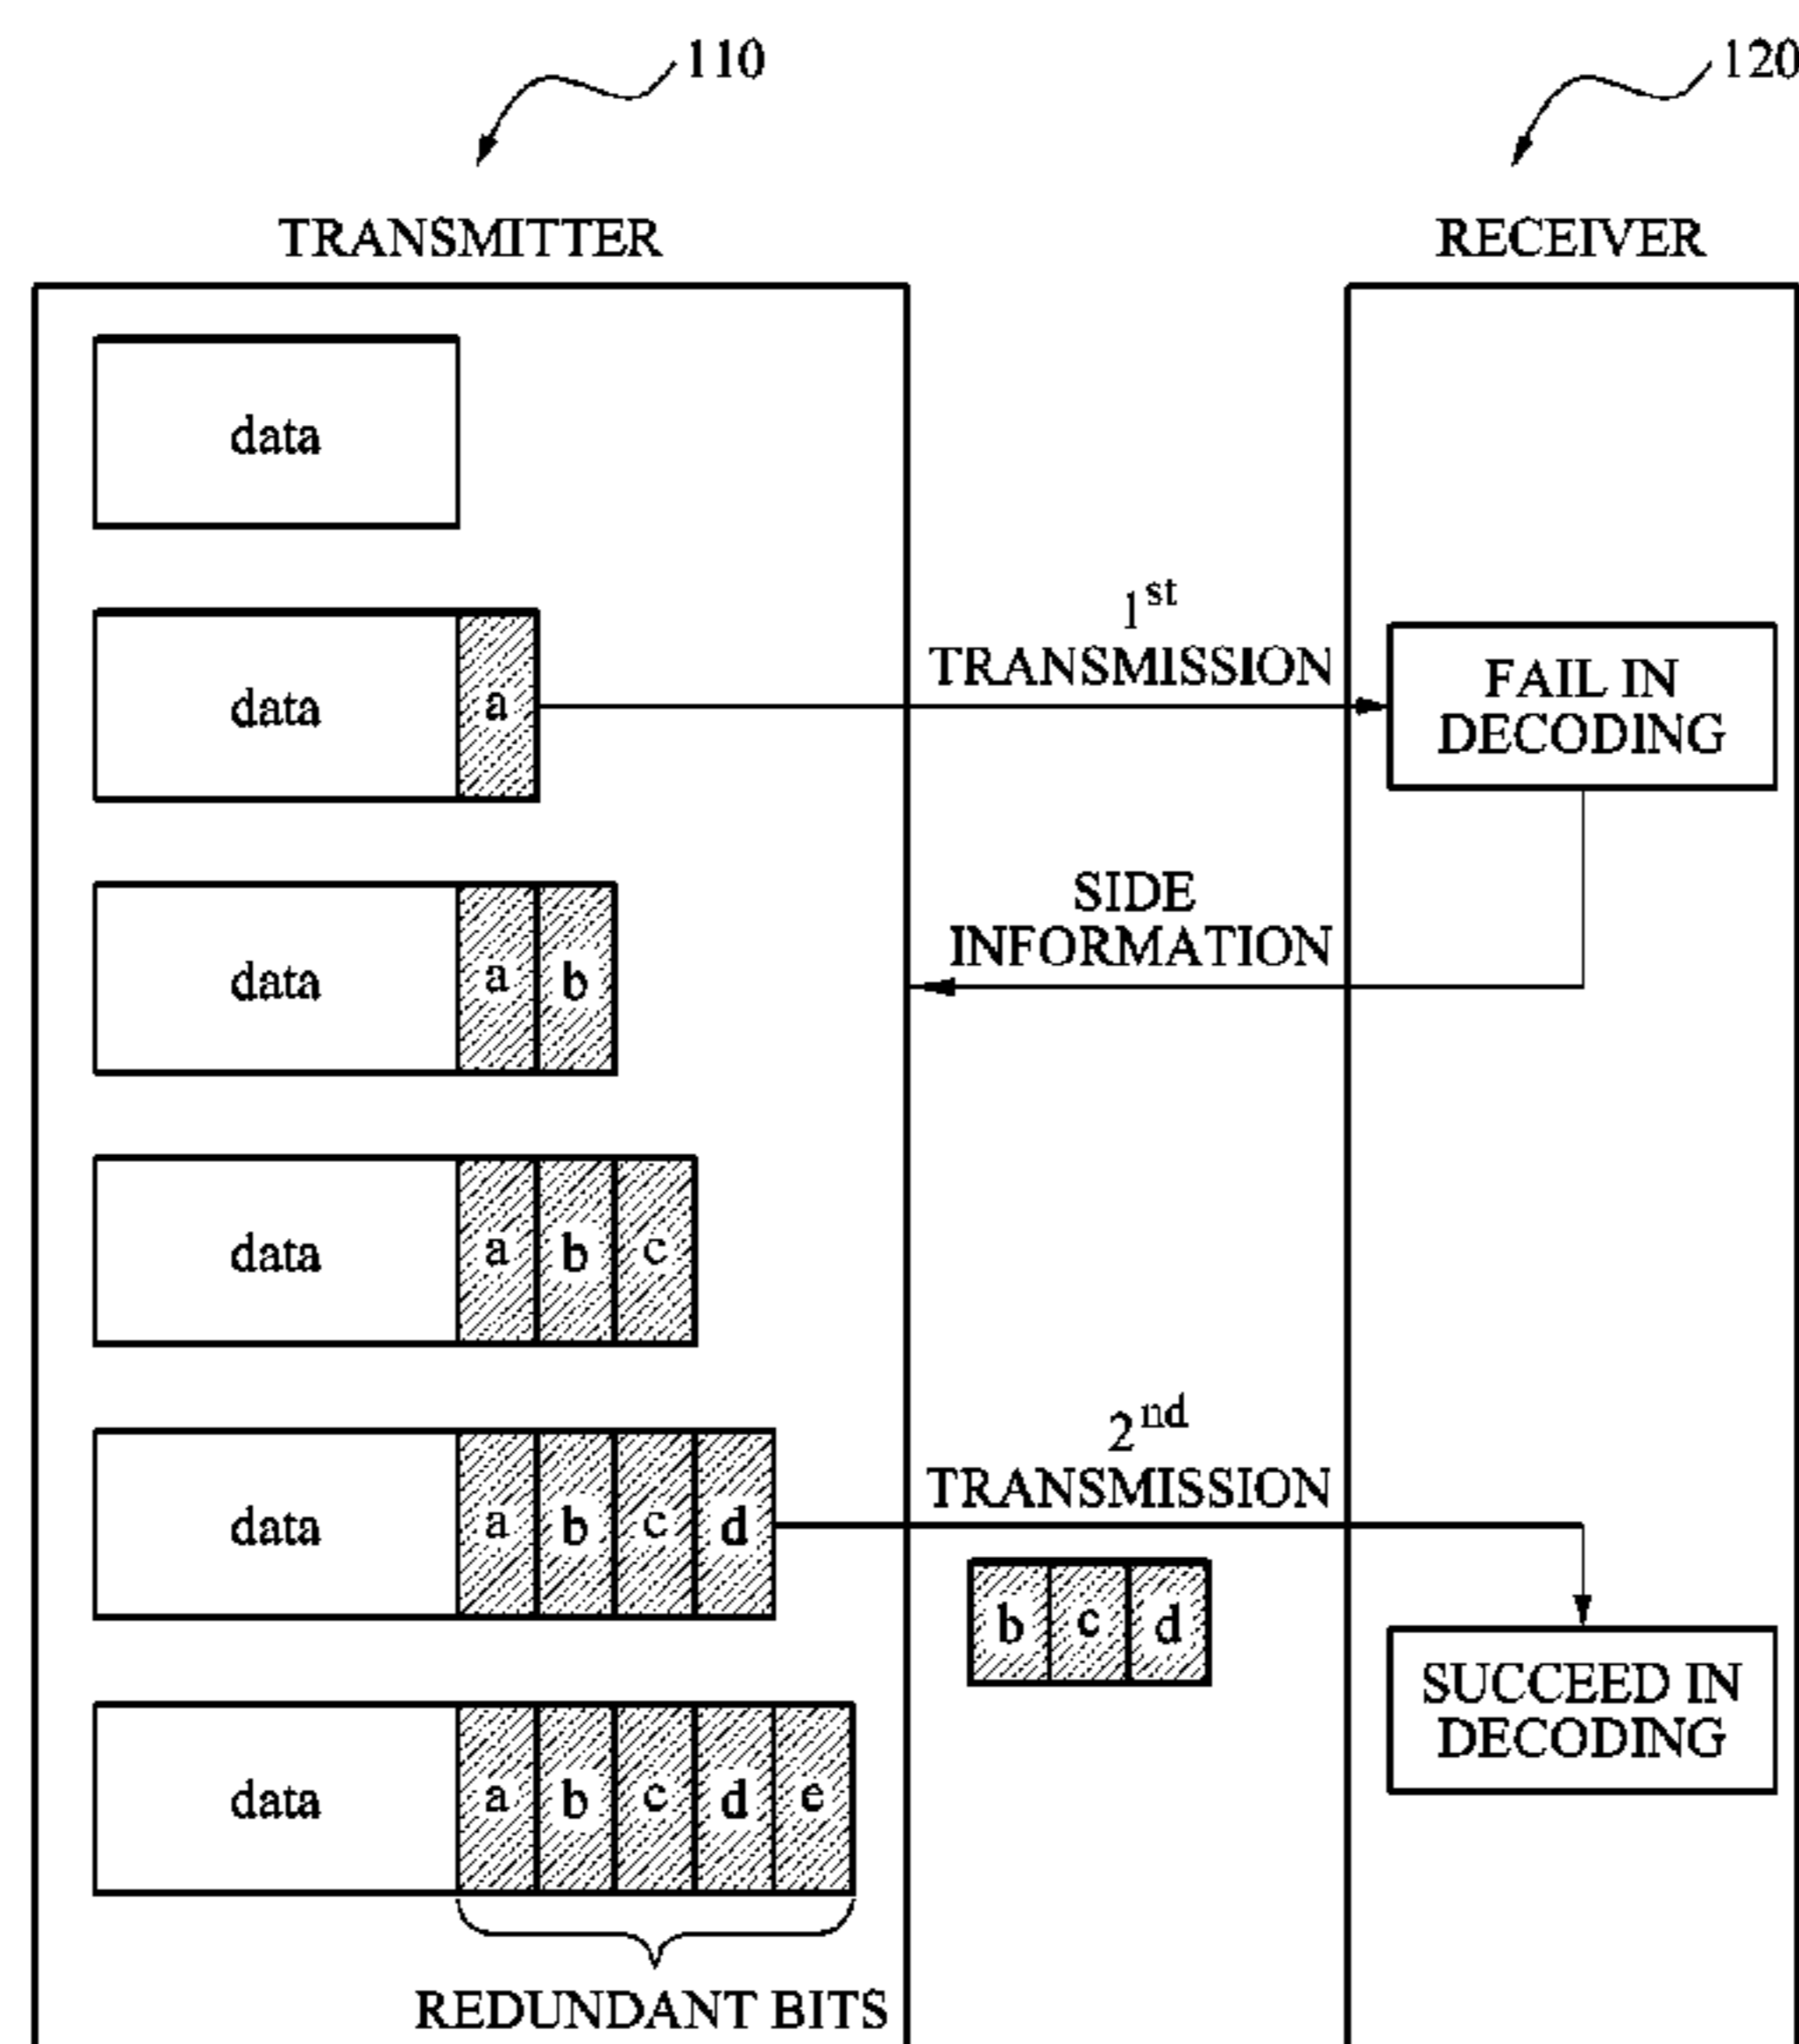 110
120
TRANSMITTER
RECEIVER
data
data a
1st
TRANSMISSION
FAIL IN
DECODING
data a b
SIDE
INFORMATION
data a b c
data a b c d
2nd
TRANSMISSION
b c d
SUCCEED IN
DECODING
data a b c d e
REDUNDANT BITS